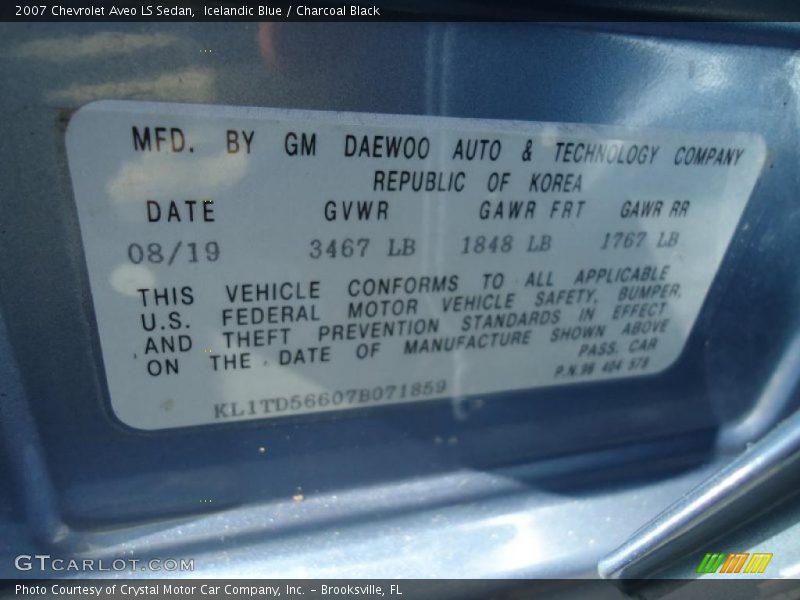 2007 Chevrolet Aveo LS Sedan,  Icelandic Blue / Charcoal Black
MFD. BY GM DAEWOO AUTO & TECHNOLOGY COMPANY
REPUBLIC OF KOREA
DATE GVWR GAWR FRT GAWR RR
08/19 3467 LB 1848 LB 1767 LB
THIS VEHICLE CONFORMS TO ALL APPLICABLE
U.S. FEDERAL MOTOR VEHICLE SAFETY, BUMPER,
AND THEFT PREVENTION STANDARDS IN EFFECT
ON THE DATE OF MANUFACTURE SHOWN ABOVE
PASS. CAR
P.N.96 404 578
KL1TD56607B071859
GTCARLOT.COM
Photo Courtesy of Crystal Motor Car Company, Inc. – Brooksville, FL